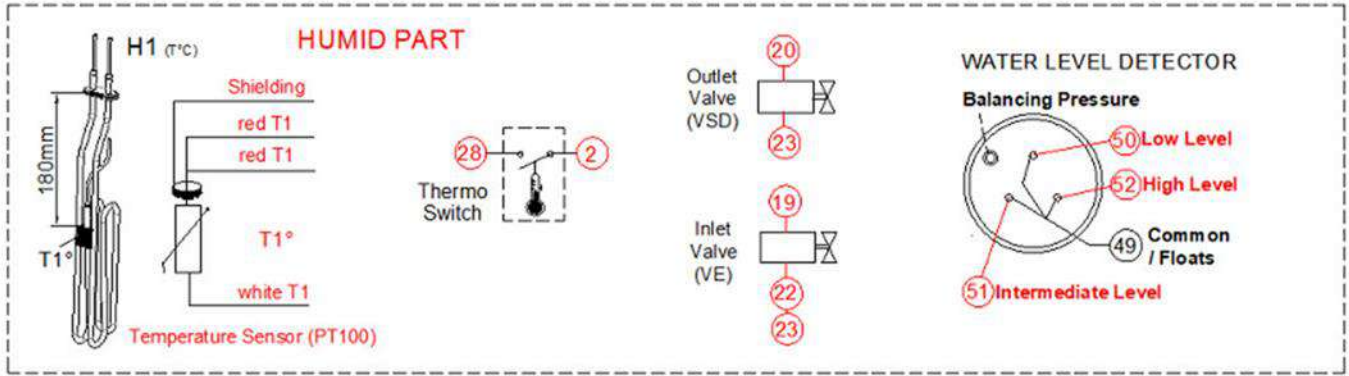 HUMID PART
H1 (T°C)
180mm
T1°
Shielding
red T1
red T1
T1°
white T1
Temperature Sensor (PT100)
28
2
Thermo
Switch
20
Outlet
Valve
(VSD)
23
19
Inlet
Valve
(VE)
22
23
WATER LEVEL DETECTOR
Balancing Pressure
50 Low Level
52 High Level
49 Common
/ Floats
51 Intermediate Level